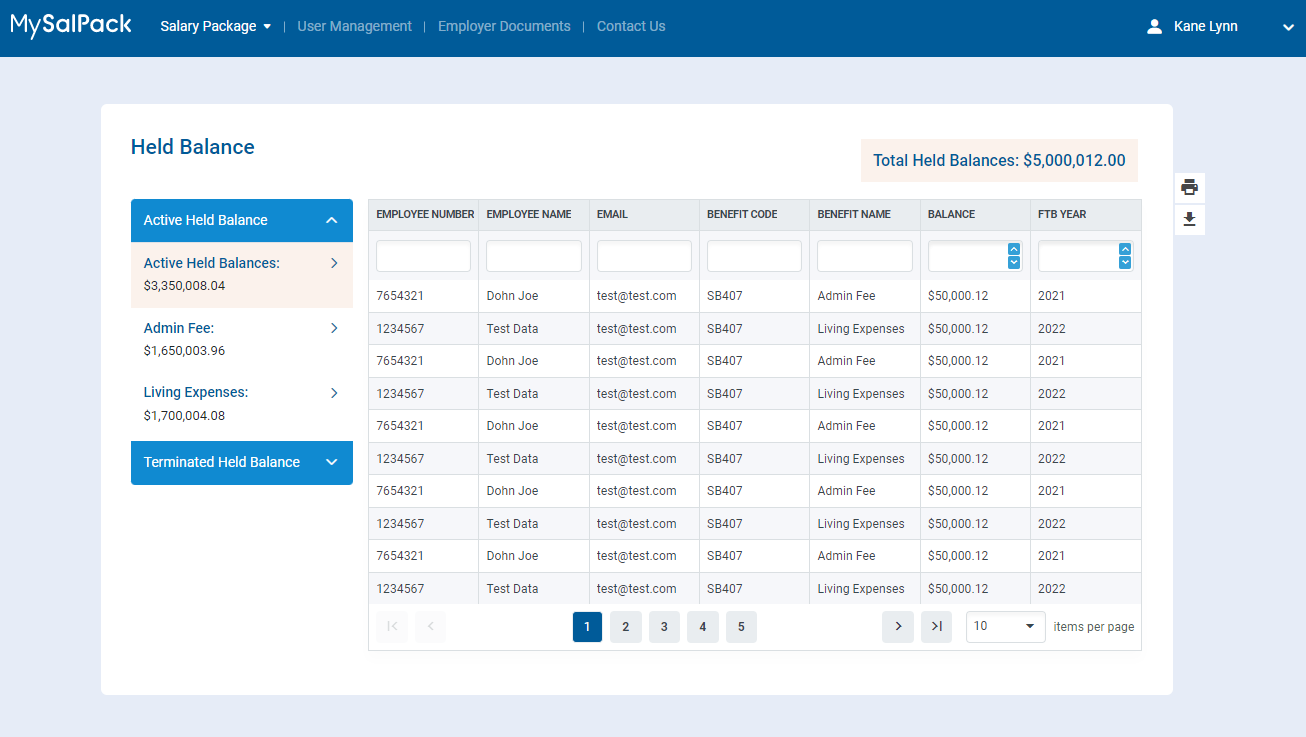 MySalPack Salary Package | User Management | Employer Documents | Contact Us Kane Lynn
Held Balance
Total Held Balances: $5,000,012.00
Active Held Balance
Active Held Balances:
$3,350,008.04
Admin Fee:
$1,650,003.96
Living Expenses:
$1,700,004.08
Terminated Held Balance
EMPLOYEE NUMBER EMPLOYEE NAME EMAIL BENEFIT CODE BENEFIT NAME BALANCE FTB YEAR
7654321 Dohn Joe test@test.com SB407 Admin Fee $50,000.12 2021
1234567 Test Data test@test.com SB407 Living Expenses $50,000.12 2022
7654321 Dohn Joe test@test.com SB407 Admin Fee $50,000.12 2021
1234567 Test Data test@test.com SB407 Living Expenses $50,000.12 2022
7654321 Dohn Joe test@test.com SB407 Admin Fee $50,000.12 2021
1234567 Test Data test@test.com SB407 Living Expenses $50,000.12 2022
7654321 Dohn Joe test@test.com SB407 Admin Fee $50,000.12 2021
1234567 Test Data test@test.com SB407 Living Expenses $50,000.12 2022
7654321 Dohn Joe test@test.com SB407 Admin Fee $50,000.12 2021
1234567 Test Data test@test.com SB407 Living Expenses $50,000.12 2022
1 2 3 4 5 10 items per page